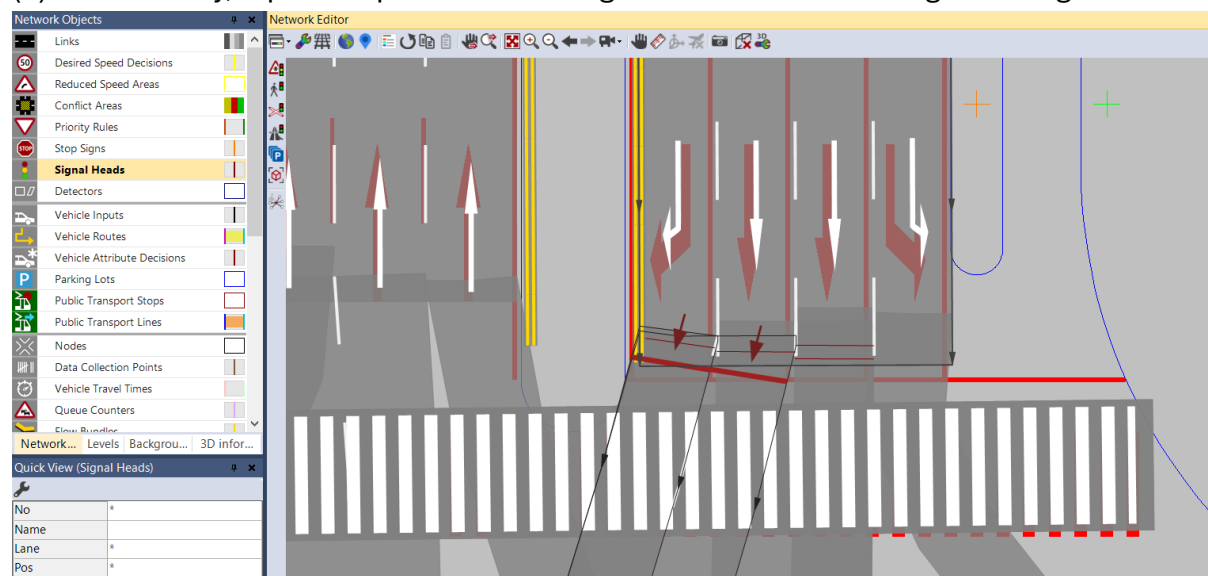 Network Objects
Network Editor
Links
50
Desired Speed Decisions
Reduced Speed Areas
Conflict Areas
Priority Rules
STOP
Stop Signs
Signal Heads
Detectors
Vehicle Inputs
Vehicle Routes
Vehicle Attribute Decisions
P
Parking Lots
Public Transport Stops
Public Transport Lines
Nodes
Data Collection Points
Vehicle Travel Times
Queue Counters
Flow Bundles
Network... Levels Backgrou... 3D infor...
Quick View (Signal Heads)
No *
Name
Lane *
Pos *
3D
P